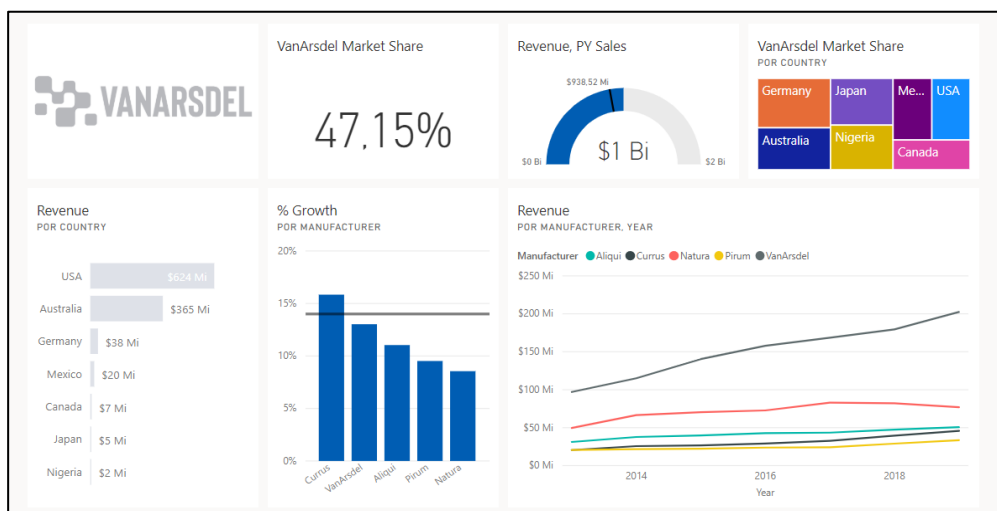 VANARSDEL
VanArsdel Market Share
47,15%
Revenue, PY Sales
$938,52 Mi
$0 Bi
$1 Bi
$2 Bi
VanArsdel Market Share
POR COUNTRY
Germany
Japan
Me...
USA
Australia
Nigeria
Canada
Revenue
POR COUNTRY
USA $624 Mi
Australia $365 Mi
Germany $38 Mi
Mexico $20 Mi
Canada $7 Mi
Japan $5 Mi
Nigeria $2 Mi
% Growth
POR MANUFACTURER
20%
15%
10%
5%
0%
Currus
VanArsdel
Aliqui
Pirum
Natura
Revenue
POR MANUFACTURER, YEAR
Manufacturer Aliqui Currus Natura Pirum VanArsdel
$250 Mi
$200 Mi
$150 Mi
$100 Mi
$50 Mi
$0 Mi
2014 2016 2018
Year